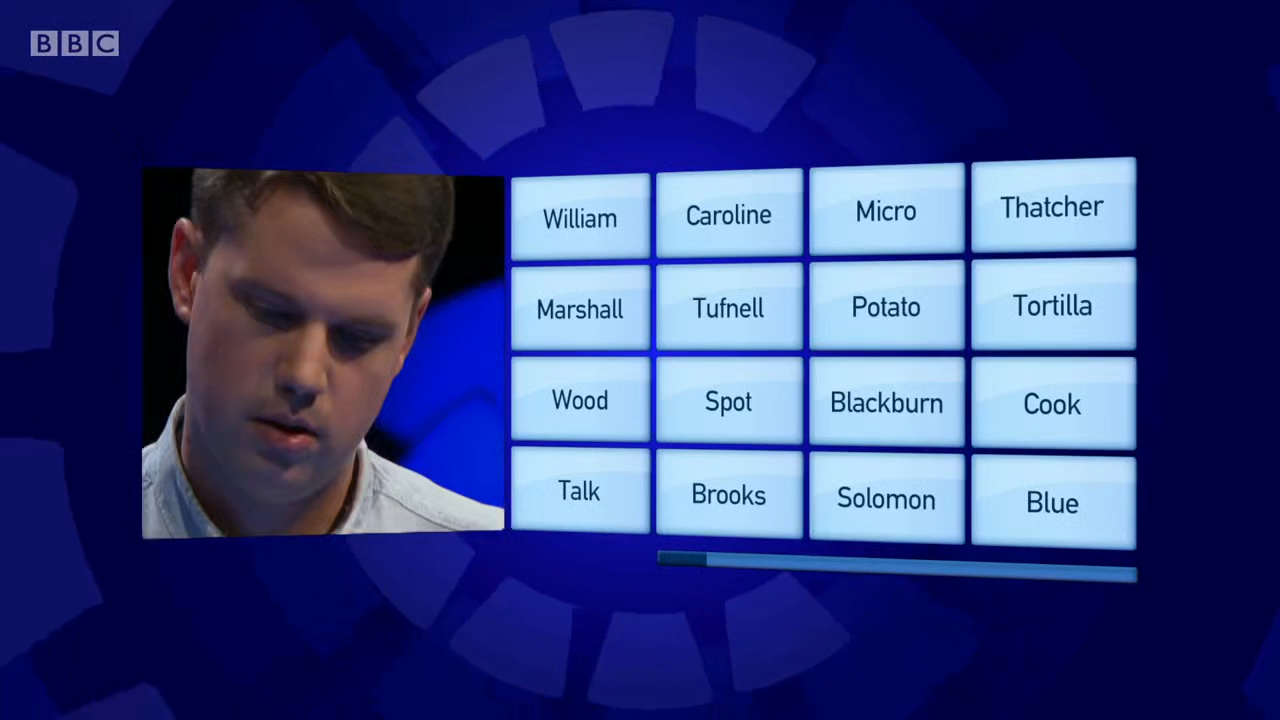 BBC
William
Caroline
Micro
Thatcher
Marshall
Tufnell
Potato
Tortilla
Wood
Spot
Blackburn
Cook
Talk
Brooks
Solomon
Blue